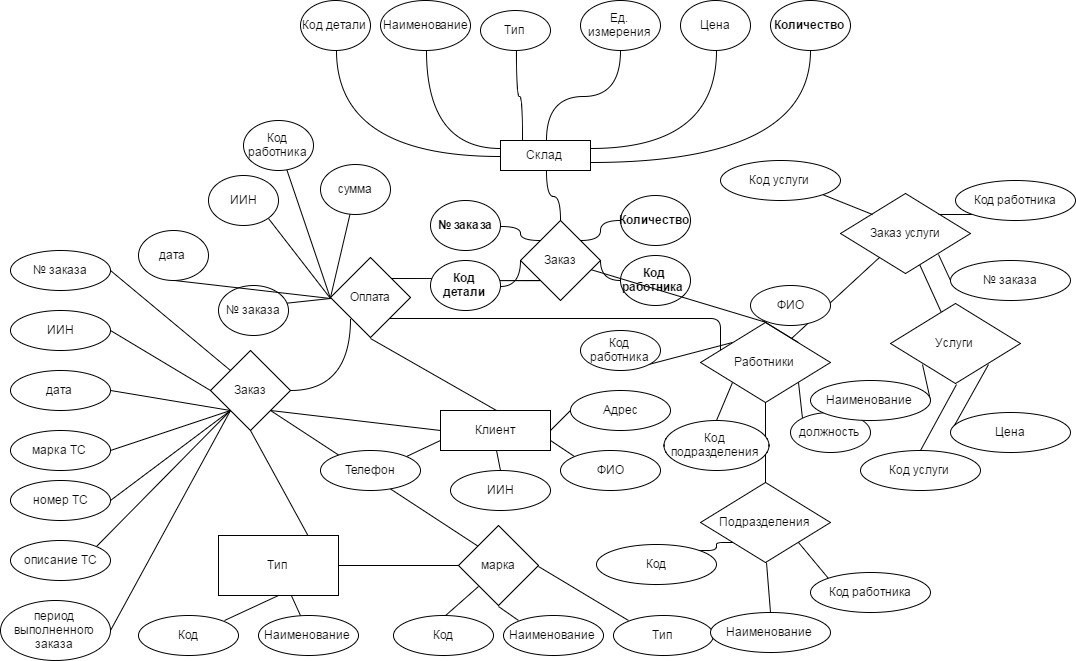 Код детали
Наименование
Тип
Ед.
измерения
Цена
Количество
Склад
Код
работника
ИИН
сумма
дата
№ заказа
Оплата
№ заказа
Количество
Код
детали
Заказ
Код
работника
Код услуги
Код работника
Заказ услуги
№ заказа
ФИО
Код
работника
Работники
Услуги
Наименование
должность
Код
подразделения
Цена
Код услуги
№ заказа
ИИН
дата
марка ТС
номер ТС
описание ТС
период
выполненного
заказа
Заказ
Клиент
Адрес
Телефон
ИИН
ФИО
Тип
Код
Наименование
марка
Код
Наименование
Тип
Подразделения
Код
Код работника
Наименование